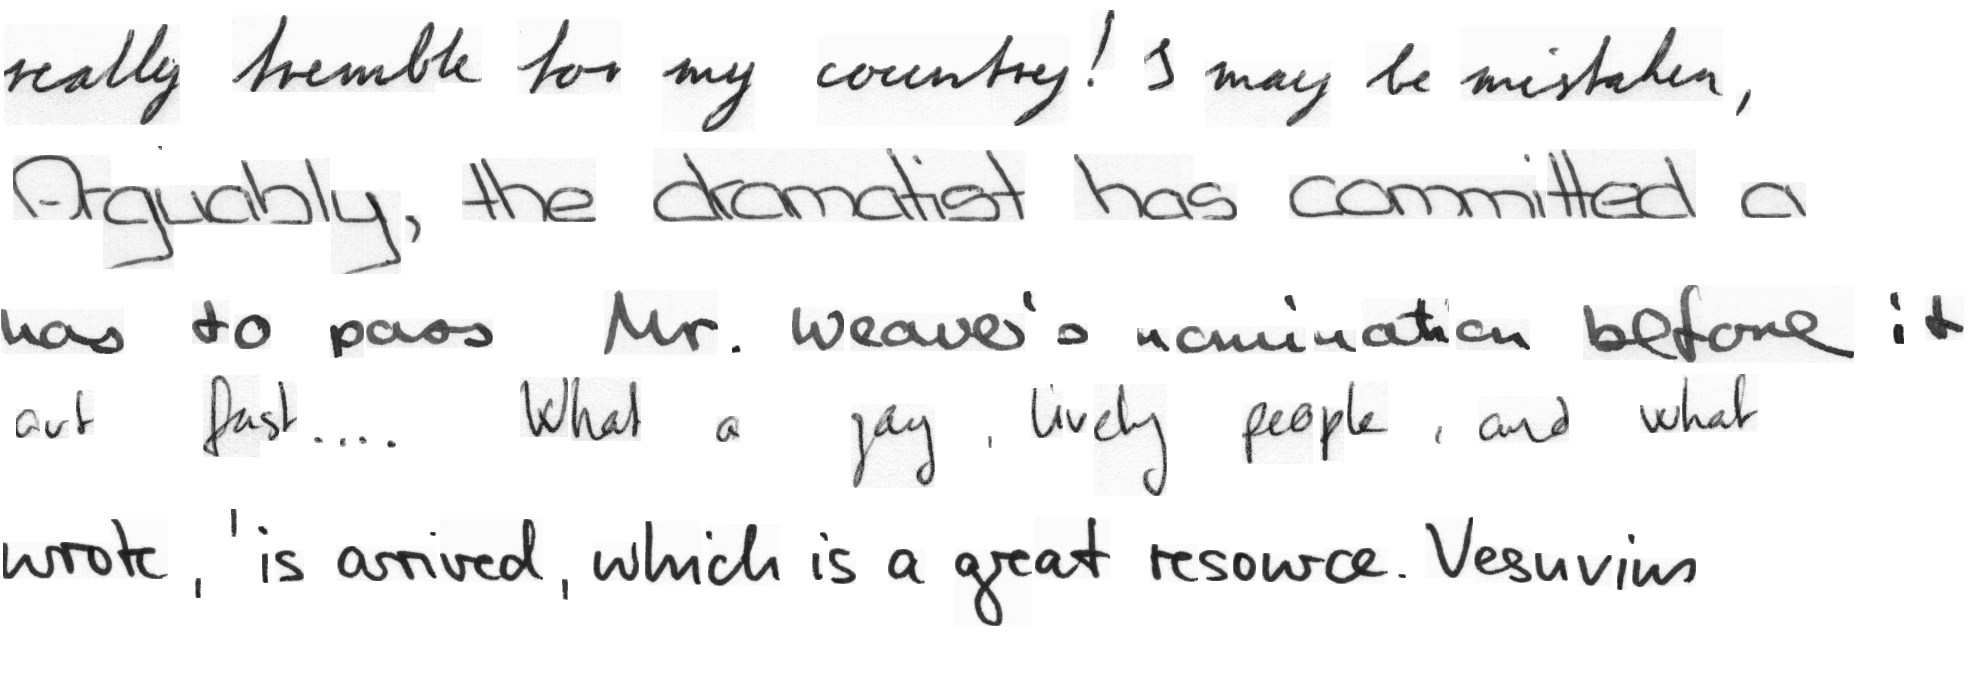 really tremble for my country! I may be mistaken,
Arguably, the dramatist has committed a
has to pass Mr. Weaver's nomination before it
art fast.... What a gay, lively people, and what
wrote, 'is arrived, which is a great resource. Vesuvius